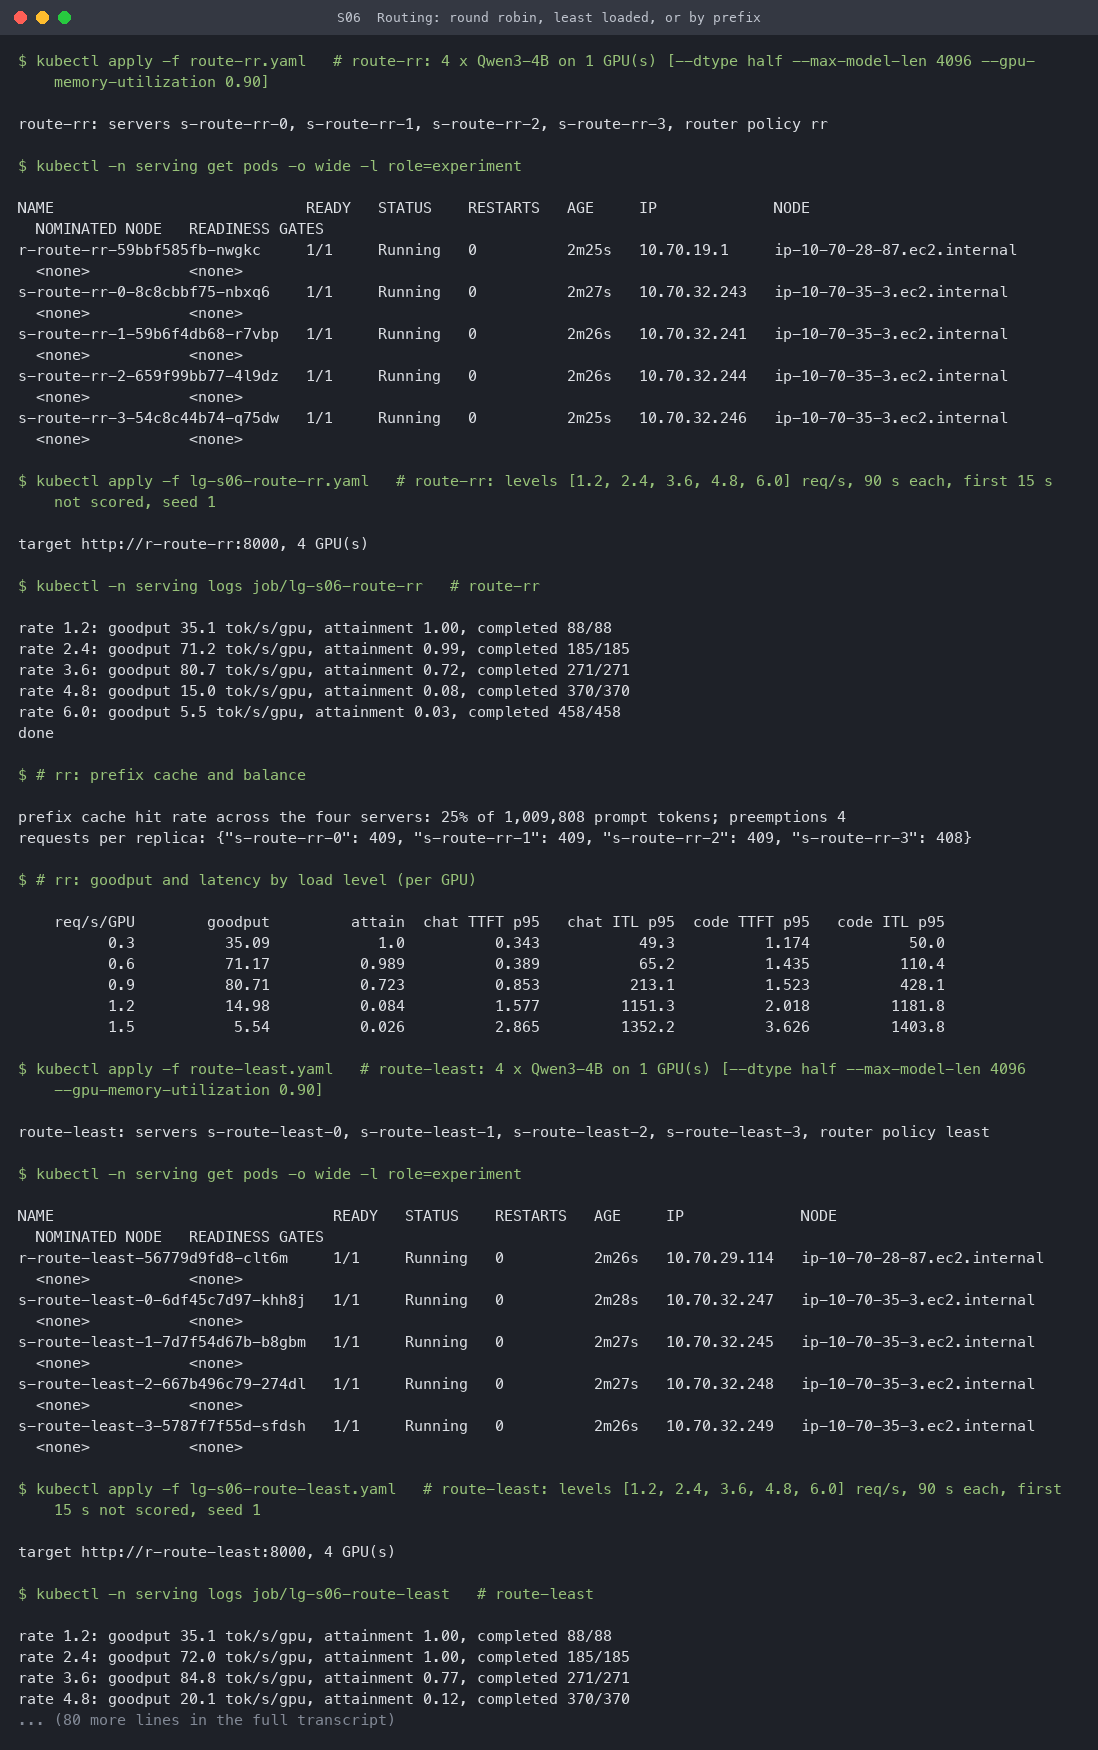 S06  Routing: round robin, least loaded, or by prefix
$ kubectl apply -f route-rr.yaml   # route-rr: 4 x Qwen3-4B on 1 GPU(s) [--dtype half --max-model-len 4096 --gpu-
    memory-utilization 0.90]
route-rr: servers s-route-rr-0, s-route-rr-1, s-route-rr-2, s-route-rr-3, router policy rr
$ kubectl -n serving get pods -o wide -l role=experiment
NAME                            READY   STATUS    RESTARTS   AGE     IP             NODE
  NOMINATED NODE   READINESS GATES
r-route-rr-59bbf585fb-nwgkc     1/1     Running   0          2m25s   10.70.19.1     ip-10-70-28-87.ec2.internal
  <none>           <none>
s-route-rr-0-8c8cbbf75-nbxq6    1/1     Running   0          2m27s   10.70.32.243   ip-10-70-35-3.ec2.internal
  <none>           <none>
s-route-rr-1-59b6f4db68-r7vbp   1/1     Running   0          2m26s   10.70.32.241   ip-10-70-35-3.ec2.internal
  <none>           <none>
s-route-rr-2-659f99bb77-4l9dz   1/1     Running   0          2m26s   10.70.32.244   ip-10-70-35-3.ec2.internal
  <none>           <none>
s-route-rr-3-54c8c44b74-q75dw   1/1     Running   0          2m25s   10.70.32.246   ip-10-70-35-3.ec2.internal
  <none>           <none>
$ kubectl apply -f lg-s06-route-rr.yaml   # route-rr: levels [1.2, 2.4, 3.6, 4.8, 6.0] req/s, 90 s each, first 15 s
    not scored, seed 1
target http://r-route-rr:8000, 4 GPU(s)
$ kubectl -n serving logs job/lg-s06-route-rr   # route-rr
rate 1.2: goodput 35.1 tok/s/gpu, attainment 1.00, completed 88/88
rate 2.4: goodput 71.2 tok/s/gpu, attainment 0.99, completed 185/185
rate 3.6: goodput 80.7 tok/s/gpu, attainment 0.72, completed 271/271
rate 4.8: goodput 15.0 tok/s/gpu, attainment 0.08, completed 370/370
rate 6.0: goodput 5.5 tok/s/gpu, attainment 0.03, completed 458/458
done
$ # rr: prefix cache and balance
prefix cache hit rate across the four servers: 25% of 1,009,808 prompt tokens; preemptions 4
requests per replica: {"s-route-rr-0": 409, "s-route-rr-1": 409, "s-route-rr-2": 409, "s-route-rr-3": 408}
$ # rr: goodput and latency by load level (per GPU)
    req/s/GPU        goodput         attain  chat TTFT p95   chat ITL p95  code TTFT p95   code ITL p95
          0.3          35.09            1.0          0.343           49.3          1.174           50.0
          0.6          71.17          0.989          0.389           65.2          1.435          110.4
          0.9          80.71          0.723          0.853          213.1          1.523          428.1
          1.2          14.98          0.084          1.577         1151.3          2.018         1181.8
          1.5           5.54          0.026          2.865         1352.2          3.626         1403.8
$ kubectl apply -f route-least.yaml   # route-least: 4 x Qwen3-4B on 1 GPU(s) [--dtype half --max-model-len 4096
    --gpu-memory-utilization 0.90]
route-least: servers s-route-least-0, s-route-least-1, s-route-least-2, s-route-least-3, router policy least
$ kubectl -n serving get pods -o wide -l role=experiment
NAME                               READY   STATUS    RESTARTS   AGE     IP             NODE
  NOMINATED NODE   READINESS GATES
r-route-least-56779d9fd8-clt6m     1/1     Running   0          2m26s   10.70.29.114   ip-10-70-28-87.ec2.internal
  <none>           <none>
s-route-least-0-6df45c7d97-khh8j   1/1     Running   0          2m28s   10.70.32.247   ip-10-70-35-3.ec2.internal
  <none>           <none>
s-route-least-1-7d7f54d67b-b8gbm   1/1     Running   0          2m27s   10.70.32.245   ip-10-70-35-3.ec2.internal
  <none>           <none>
s-route-least-2-667b496c79-274dl   1/1     Running   0          2m27s   10.70.32.248   ip-10-70-35-3.ec2.internal
  <none>           <none>
s-route-least-3-5787f7f55d-sfdsh   1/1     Running   0          2m26s   10.70.32.249   ip-10-70-35-3.ec2.internal
  <none>           <none>
$ kubectl apply -f lg-s06-route-least.yaml   # route-least: levels [1.2, 2.4, 3.6, 4.8, 6.0] req/s, 90 s each, first
    15 s not scored, seed 1
target http://r-route-least:8000, 4 GPU(s)
$ kubectl -n serving logs job/lg-s06-route-least   # route-least
rate 1.2: goodput 35.1 tok/s/gpu, attainment 1.00, completed 88/88
rate 2.4: goodput 72.0 tok/s/gpu, attainment 1.00, completed 185/185
rate 3.6: goodput 84.8 tok/s/gpu, attainment 0.77, completed 271/271
rate 4.8: goodput 20.1 tok/s/gpu, attainment 0.12, completed 370/370
... (80 more lines in the full transcript)